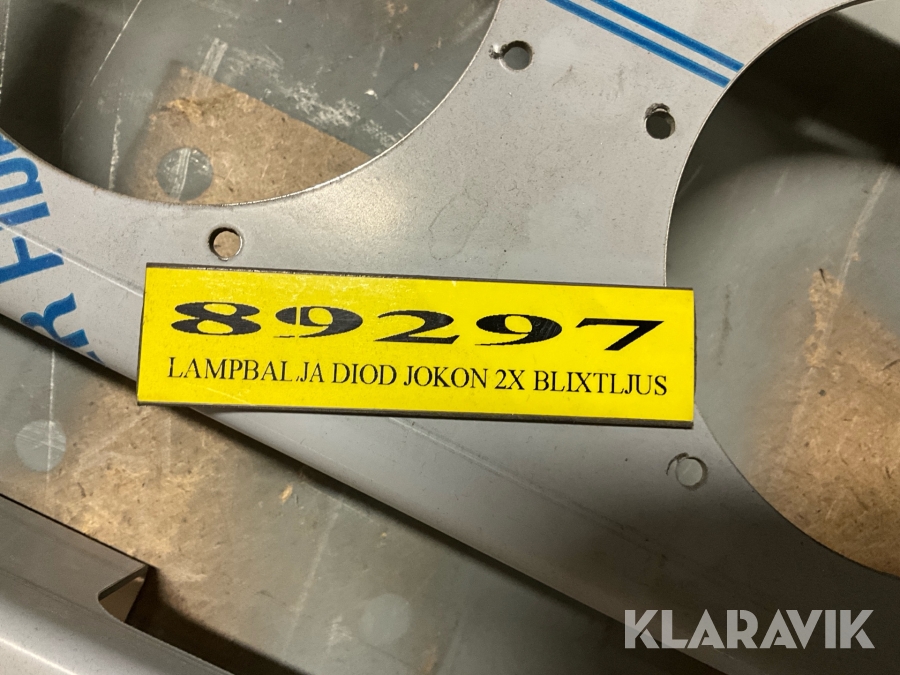 89297
LAMPBALJA DIOD JOKON 2X BLIXTLJUS
KLARAVIK